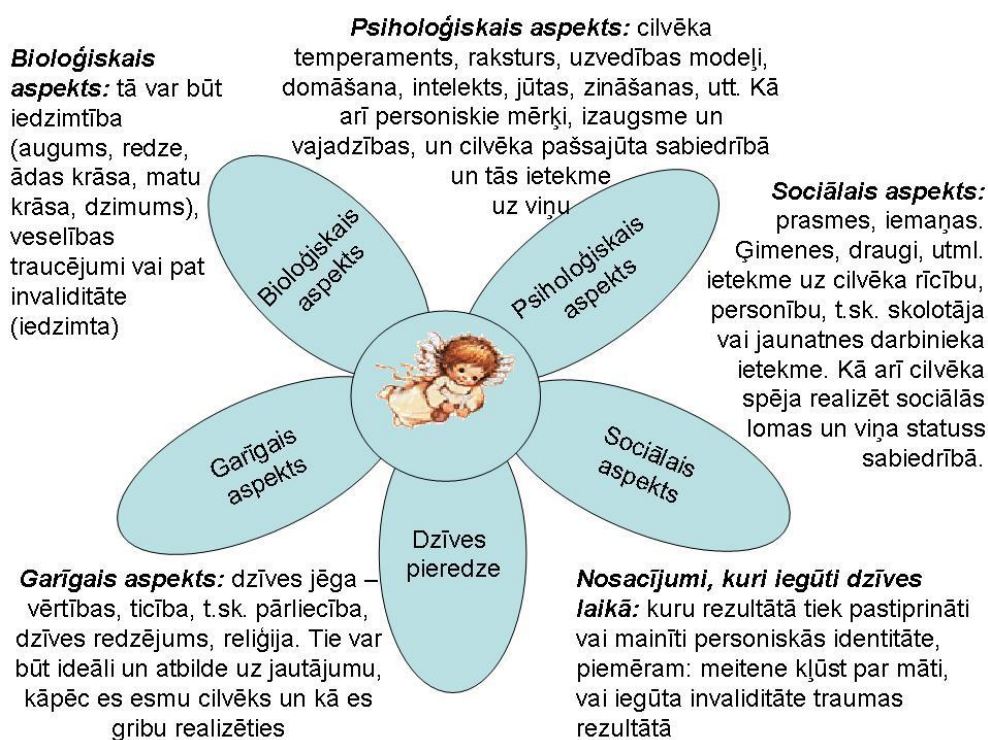 Bioloģiskais
aspekts: tā var būt
iedzimtība
(augums, redze,
ādas krāsa, matu
krāsa, dzimums),
veselības
traucējumi vai pat
invaliditāte
(iedzimta)
Psiholoģiskais aspekts: cilvēka
temperaments, raksturs, uzvedības modeļi,
domāšana, intelekts, jūtas, zināšanas, utt. Kā
arī personiskie mērķi, izaugsme un
vajadzības, un cilvēka pašsajūta sabiedrībā
un tās ietekme
uz viņu
Sociālais aspekts:
prasmes, iemaņas.
Ģimenes, draugi, utml.
ietekme uz cilvēka rīcību,
personību, t.sk. skolotāja
vai jaunatnes darbinieka
ietekme. Kā arī cilvēka
spēja realizēt sociālās
lomas un viņa statuss
sabiedrībā.
Bioloģiskais
aspekts
Psiholoģiskais
aspekts
Garīgais
aspekts
Sociālais
aspekts
Dzīves
pieredze
Garīgais aspekts: dzīves jēga –
vērtības, ticība, t.sk. pārliecība,
dzīves redzējums, reliģija. Tie var
būt ideāli un atbilde uz jautājumu,
kāpēc es esmu cilvēks un kā es
gribu realizēties
Nosacījumi, kuri iegūti dzīves
laikā: kuru rezultātā tiek pastiprināti
vai mainīti personiskās identitāte,
piemēram: meitene kļūst par māti,
vai iegūta invaliditāte traumas
rezultātā